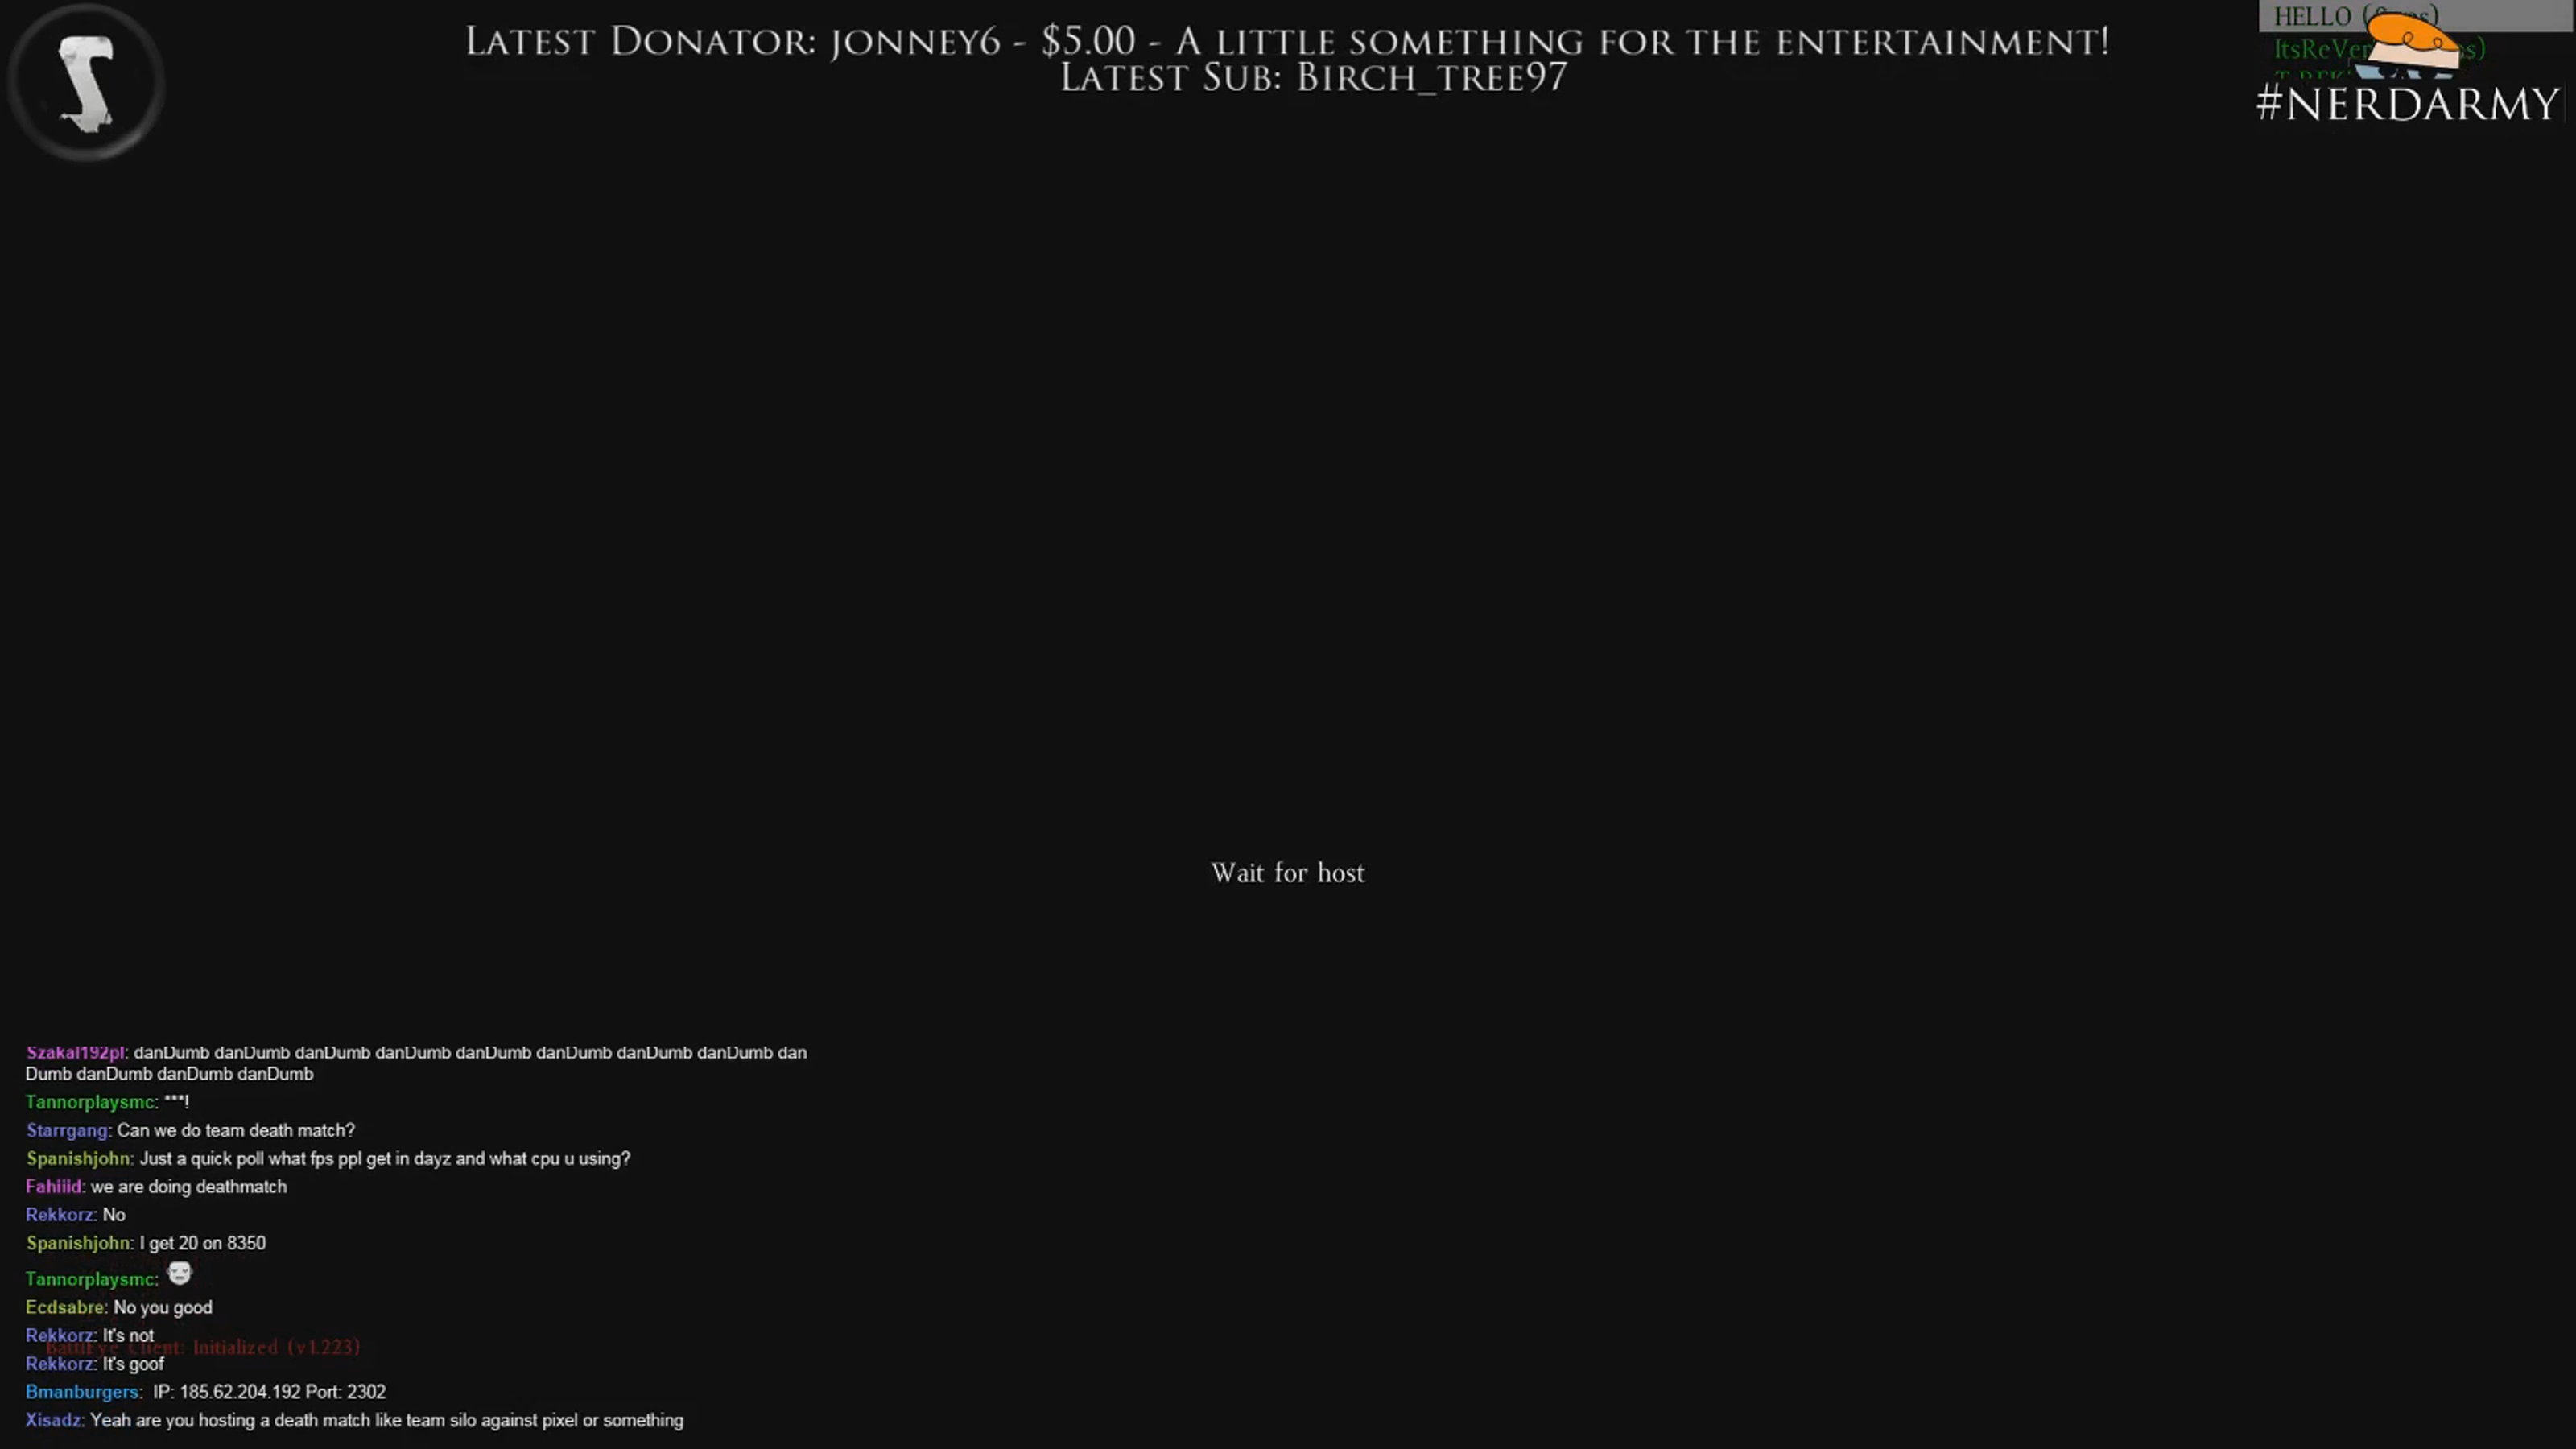 LATEST DONATOR: JONNEY6 - $5.00 - A LITTLE SOMETHING FOR THE ENTERTAINMENT!
LATEST SUB: BIRCH_TREE97
HELLO
#NERDARMY
Wait for host
Szakal192pl: danDumb danDumb danDumb danDumb danDumb danDumb danDumb danDumb dan
Dumb danDumb danDumb danDumb
Tannorplaysmc: ***!
Starrgang: Can we do team death match?
Spanishjohn: Just a quick poll what fps ppl get in dayz and what cpu u using?
Fahiiid: we are doing deathmatch
Rekkorz: No
Spanishjohn: I get 20 on 8350
Tannorplaysmc:
Ecdsabre: No you good
Rekkorz: It's not
BattlEye Client: Initialized (v1.223)
Rekkorz: It's goof
Bmanburgers: IP: 185.62.204.192 Port: 2302
Xisadz: Yeah are you hosting a death match like team silo against pixel or something